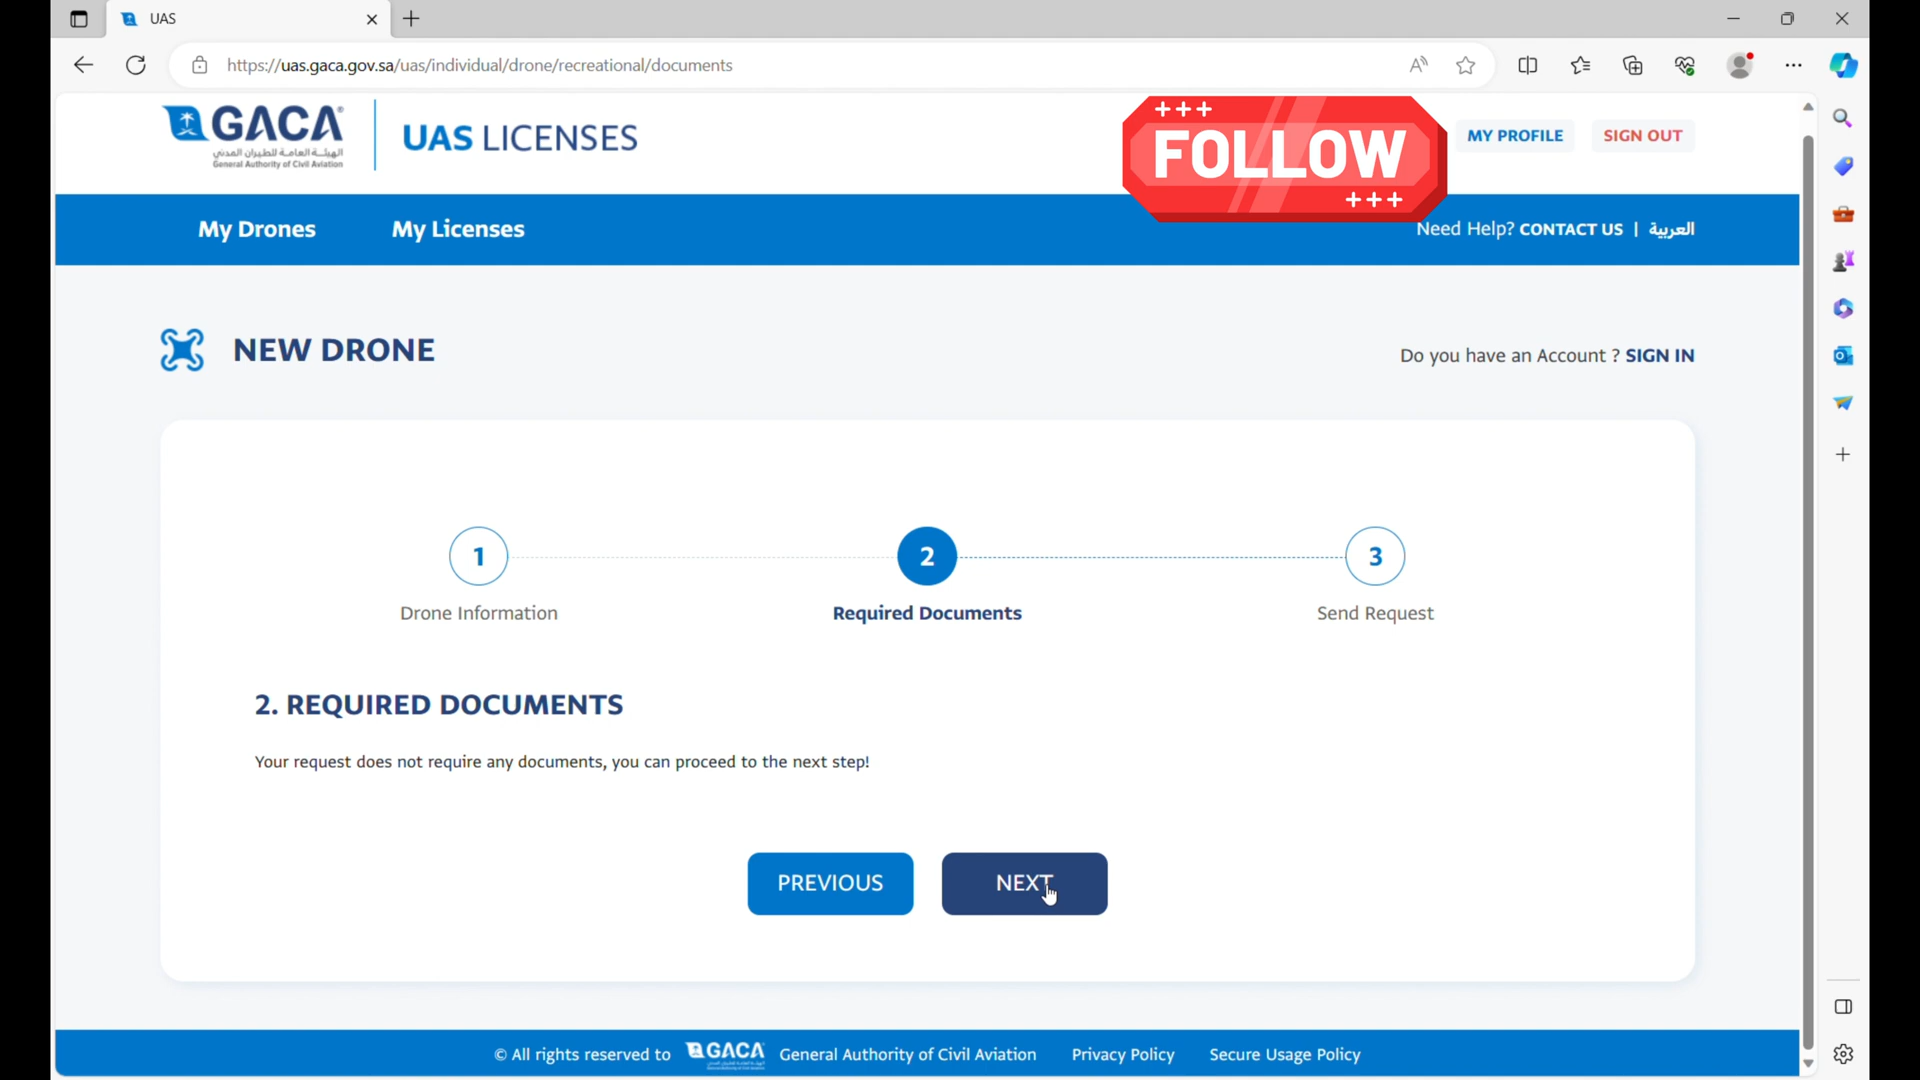 UAS
https://uas.gaca.gov.sa/uas/individual/drone/recreational/documents
GACA
الهيئة العامة للطيران المدني
General Authority of Civil Aviation
UAS LICENSES
+++
FOLLOW
+++
MY PROFILE
SIGN OUT
My Drones
My Licenses
Need Help? CONTACT US | العربية
NEW DRONE
Do you have an Account ? SIGN IN
1
2
3
Drone Information
Required Documents
Send Request
2. REQUIRED DOCUMENTS
Your request does not require any documents, you can proceed to the next step!
PREVIOUS
NEXT
© All rights reserved to GACA General Authority of Civil Aviation
Privacy Policy
Secure Usage Policy